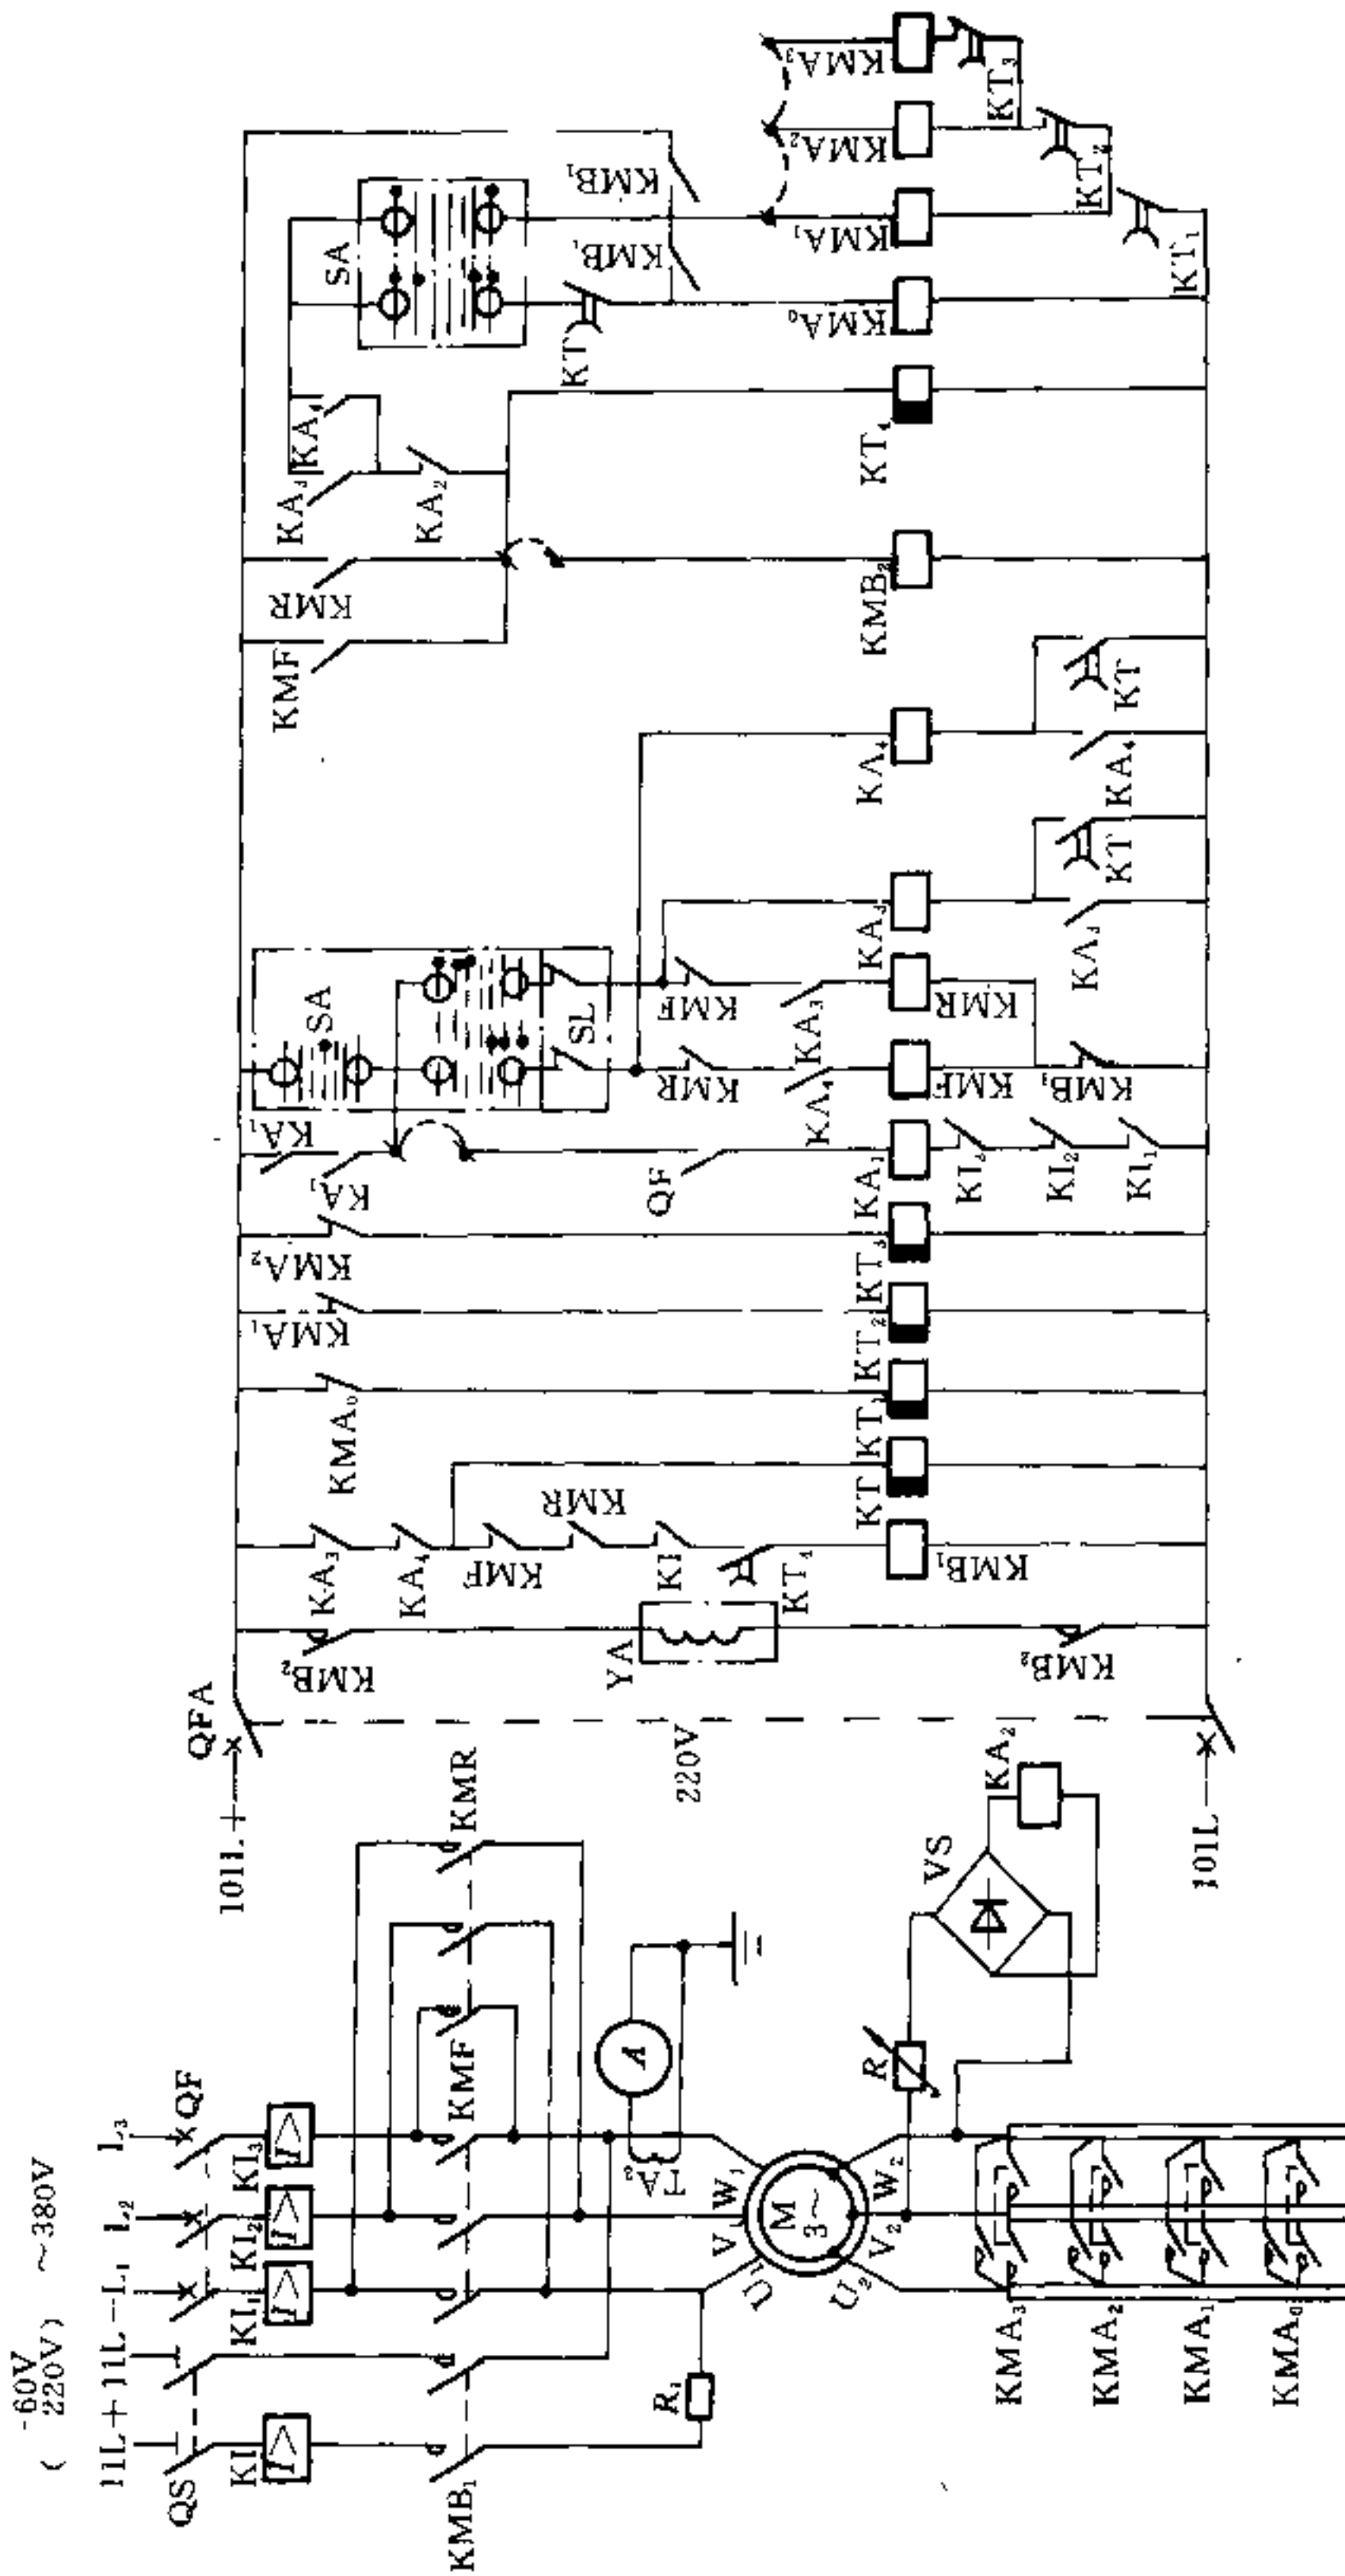 -60V
( 220V) ~380V
11L+ 11L- L₁ L₂ L₃
QS
QF
KI
KI₁
KI₂
KI₃
I>
I>
I>
I>
KMB₁
KMF
KMR
R₁
TA₂
A
U₁
V₁
W₁
M
3~
U₂
V₂
W₂
R
VS
KA₂
KMA₃
KMA₂
KMA₁
KMA₀
101L+
QFA
220V
101L-
KMB₂
YA
KMB₂
KA₃
KA₄
KMF
KMR
KI
KT₄
KMB₁
KT
KMA₀
KT₁
KMA₁
KT₂
KMA₂
KT₃
KA₁
KA₁
QF
KA₁
KI₃
KI₂
KI₁
SA
SL
KMR
KA₄
KMF
KMB₁
KMF
KA₃
KMR
KA₃
KA₃
KT
KA₄
KA₄
KT
KMF
KMR
KMB₂
KA₃
KA₄
KA₂
KT₄
SA
KT
KMB₁
KMB₁
KMA₀
KMA₁
KMA₂
KMA₃
KT₁
KT₂
KT₃